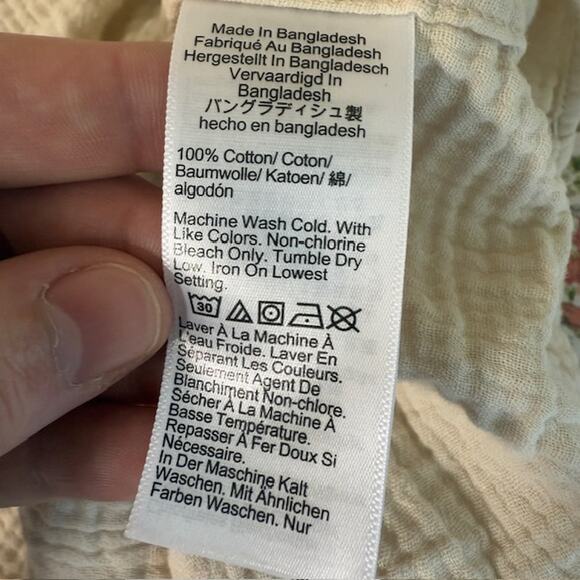 Made In Bangladesh
Fabriqué Au Bangladesh
Hergestellt In Bangladesch
Vervaardigd In
Bangladesh
バングラディシュ製
hecho en bangladesh
100% Cotton/ Coton/
Baumwolle/ Katoen/ 綿/
algodón
Machine Wash Cold. With
Like Colors. Non-chlorine
Bleach Only. Tumble Dry
Low. Iron On Lowest
Setting.
30
Laver À La Machine À
L'eau Froide. Laver En
Séparant Les Couleurs.
Seulement Agent De
Blanchiment Non-chlore.
Sécher À La Machine À
Basse Température.
Repasser À Fer Doux Si
Nécessaire.
In Der Maschine Kalt
Waschen. Mit Ähnlichen
Farben Waschen. Nur